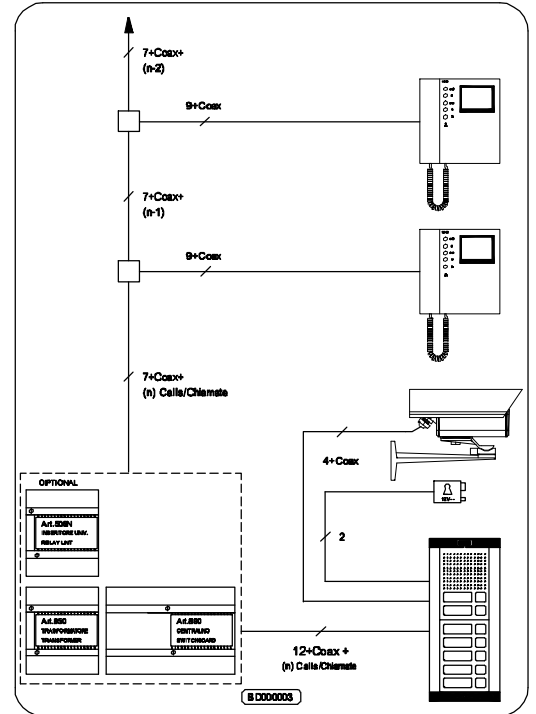 7+Coax+
(n-2)
9+Coax
7+Coax+
(n-1)
9+Coax
7+Coax+
(n) Calls/Chiamate
4+Coax
OPTIONAL
2
RELAY UNIT
TRASFORMATORE
TRANSFORMER
CENTRALINO
SWITCHBOARD
12+Coax +
(n) Calls/Chiamate
BD000003